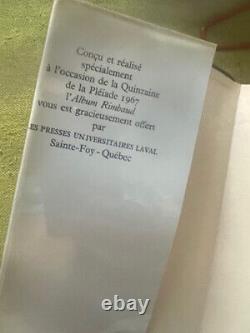 Conçu et réalisé
spécialement
à l'occasion de la Quinzaine
de la Pléiade 1967
l'Album Rimbaud
vous est gracieusement offert
par
LES PRESSES UNIVERSITAIRES LAVAL
Sainte-Foy - Québec
ebay